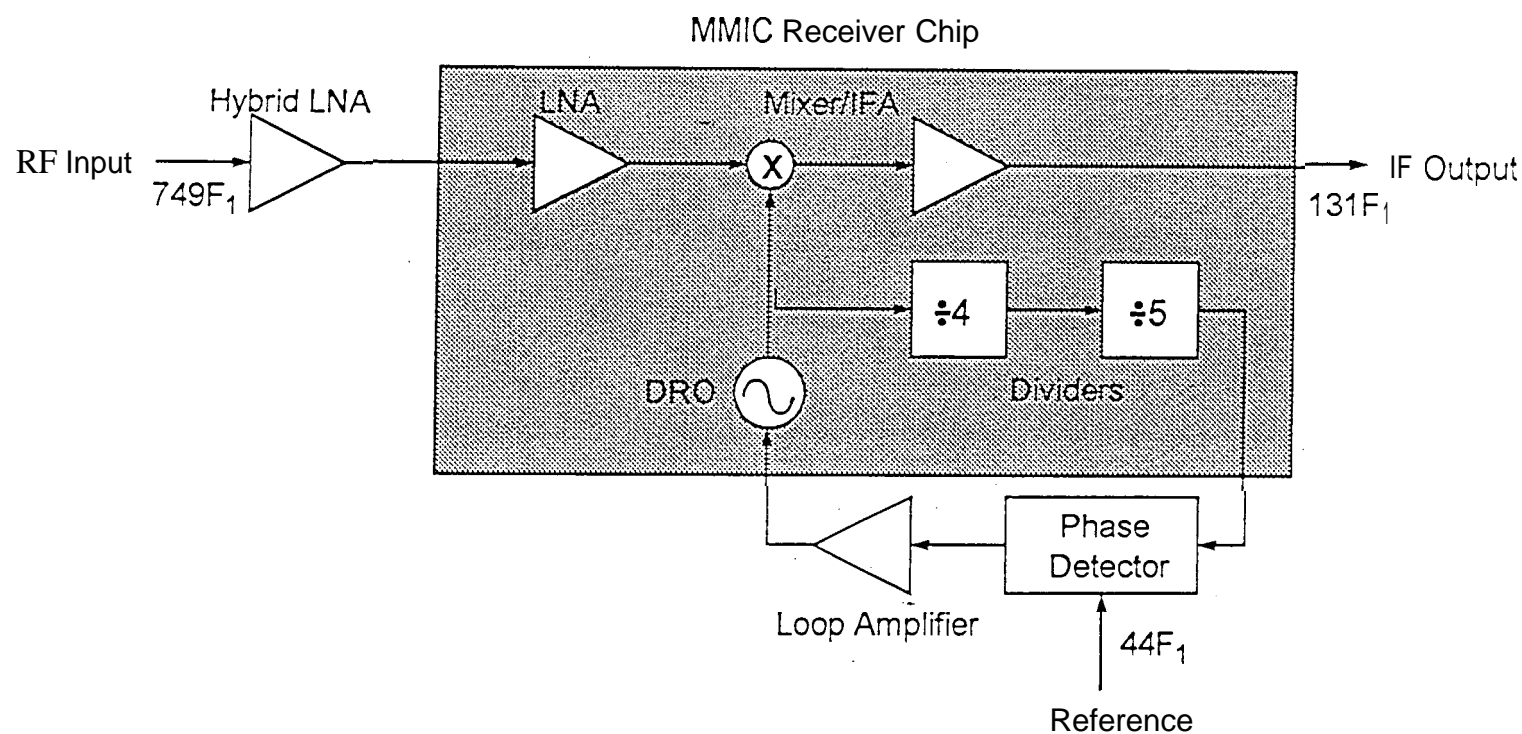 MMIC Receiver Chip
Hybrid LNA
LNA
Mixer/IFA
RF Input
X
IF Output
749F₁
131F₁
÷4
÷5
DRO
Dividers
Phase
Detector
Loop Amplifier
44F₁
Reference